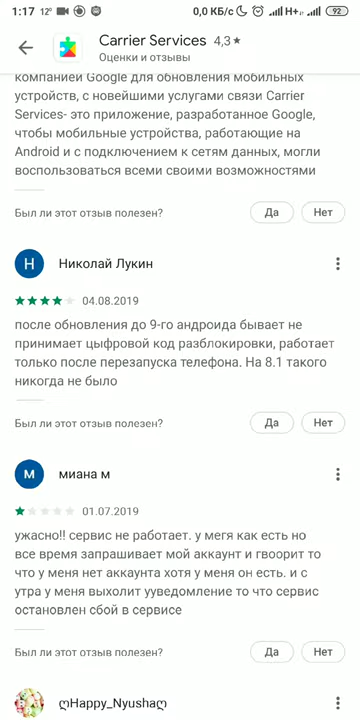 1:17 12° 0,0 КБ/с H+ 92
Carrier Services 4,3★
Оценки и отзывы
компанией Google для обновления мобильных
устройств, с новейшими услугами связи Carrier
Services- это приложение, разработанное Google,
чтобы мобильные устройства, работающие на
Android и с подключением к сетям данных, могли
воспользоваться всеми своими возможностями
Был ли этот отзыв полезен? Да Нет
Н Николай Лукин
04.08.2019
после обновления до 9-го андроида бывает не
принимает цыфровой код разблокировки, работает
только после перезапуска телефона. На 8.1 такого
никогда не было
Был ли этот отзыв полезен? Да Нет
м миана м
01.07.2019
ужасно!! сервис не работает. у мегя как есть но
все время запрашивает мой аккаунт и гвоорит то
что у меня нет аккаунта хотя у меня он есть. и с
утра у меня выхолит ууведомление то что сервис
остановлен сбой в сервисе
Был ли этот отзыв полезен? Да Нет
ღHappy_Nyushaღ